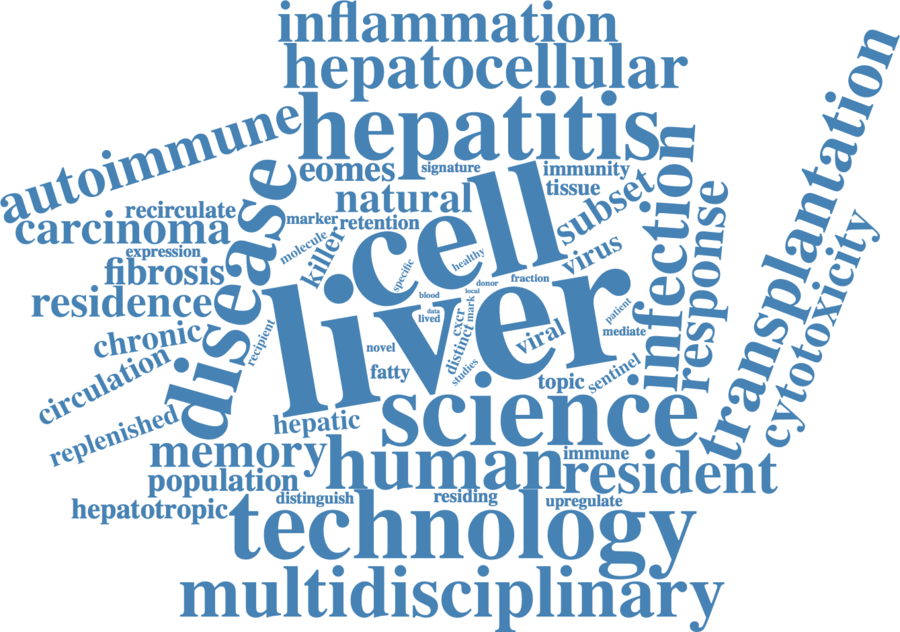 inflammation
hepatocellular
autoimmune
hepatitis
transplantation
eomes
signature
immunity
disease
natural
cell
tissue
subset
infection
response
recirculate
carcinoma
marker
retention
expression
killer
molecule
specific
healthy
virus
cytotoxicity
fibrosis
residence
liver
blood
local
donor
fraction
data
lived
cxcr
mark
patient
chronic
recipient
novel
distinct
viral
mediate
circulation
fatty
studies
topic
sentinel
replenished
hepatic
science
memory
human
immune
resident
population
distinguish
residing
upregulate
hepatotropic
technology
multidisciplinary